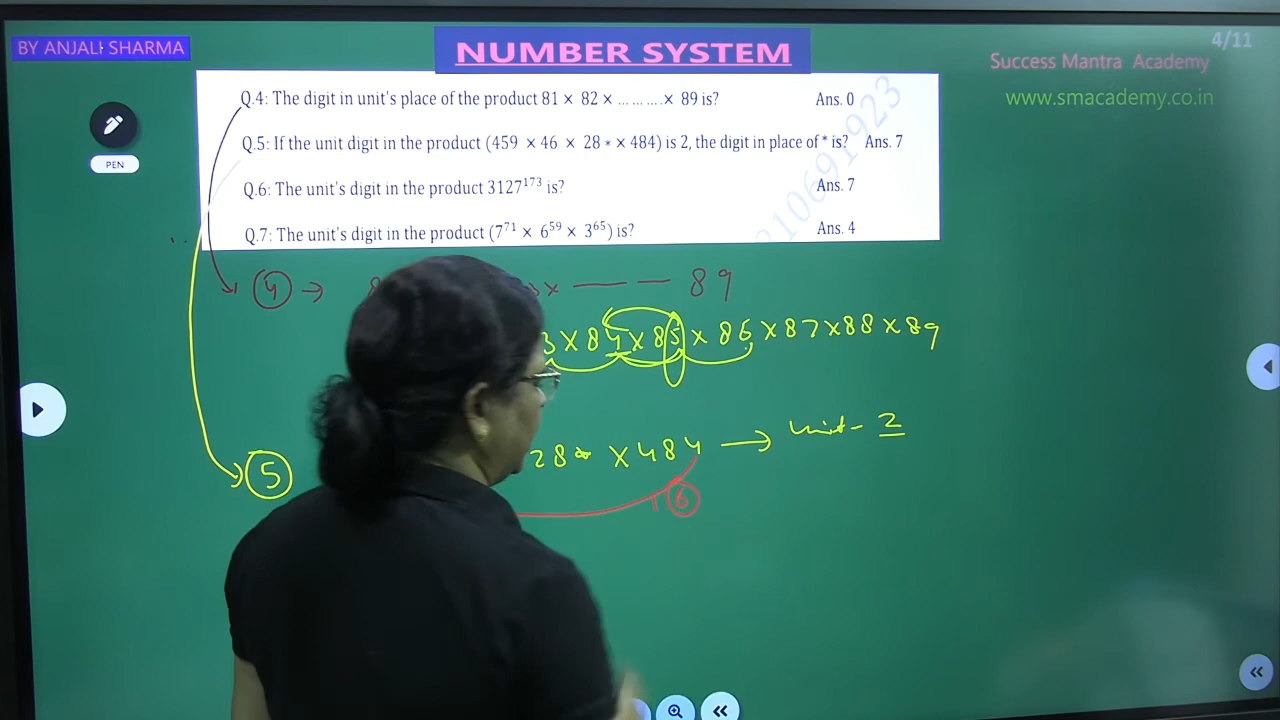 BY ANJALI SHARMA
NUMBER SYSTEM
4/11
Success Mantra Academy
www.smacademy.co.in
Q.4: The digit in unit's place of the product 81 × 82 × ... ... ... × 89 is? Ans. 0
Q.5: If the unit digit in the product (459 × 46 × 28 * × 484) is 2, the digit in place of * is? Ans. 7
Q.6: The unit's digit in the product 3127¹⁷³ is? Ans. 7
Q.7: The unit's digit in the product (7⁷¹ × 6⁵⁹ × 3⁶⁵) is? Ans. 4
PEN
4 → 8 3× — — 89
3 × 84 × 85 × 86 × 87 × 88 × 89
5 28* × 484 → Unit - 2
16